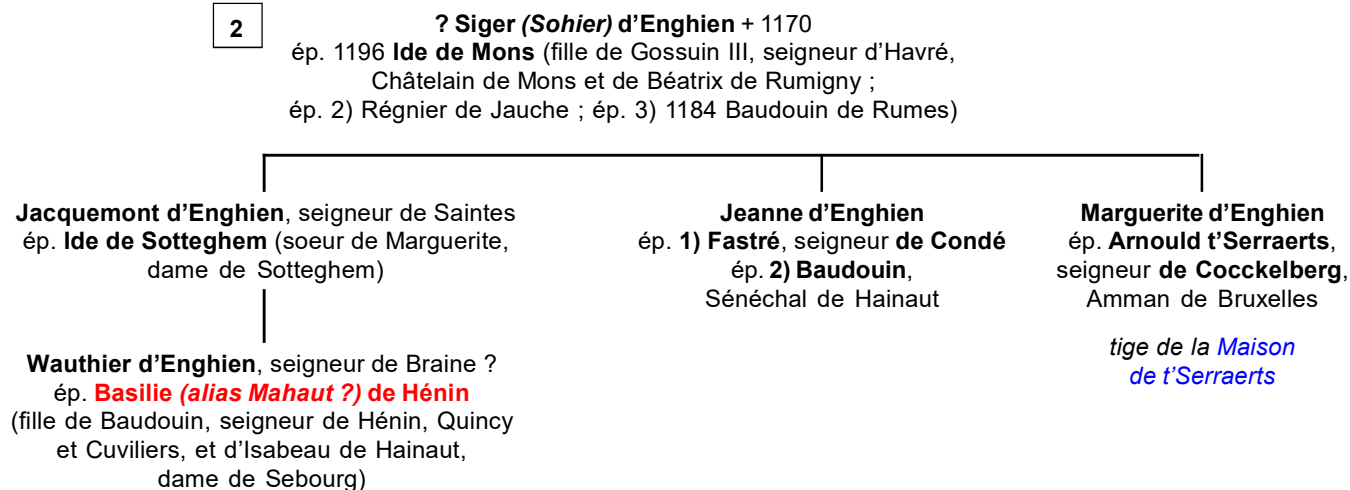 2
? Siger (Sohier) d’Enghien + 1170
ép. 1196 Ide de Mons (fille de Gossuin III, seigneur d’Havré,
Châtelain de Mons et de Béatrix de Rumigny ;
ép. 2) Régnier de Jauche ; ép. 3) 1184 Baudouin de Rumes)
Jacquemont d’Enghien, seigneur de Saintes
ép. Ide de Sotteghem (soeur de Marguerite,
dame de Sotteghem)
Jeanne d’Enghien
ép. 1) Fastré, seigneur de Condé
ép. 2) Baudouin,
Sénéchal de Hainaut
Marguerite d’Enghien
ép. Arnould t’Serraerts,
seigneur de Cocckelberg,
Amman de Bruxelles
tige de la Maison
de t’Serraerts
Wauthier d’Enghien, seigneur de Braine ?
ép. Basilie (alias Mahaut ?) de Hénin
(fille de Baudouin, seigneur de Hénin, Quincy
et Cuviliers, et d’Isabeau de Hainaut,
dame de Sebourg)